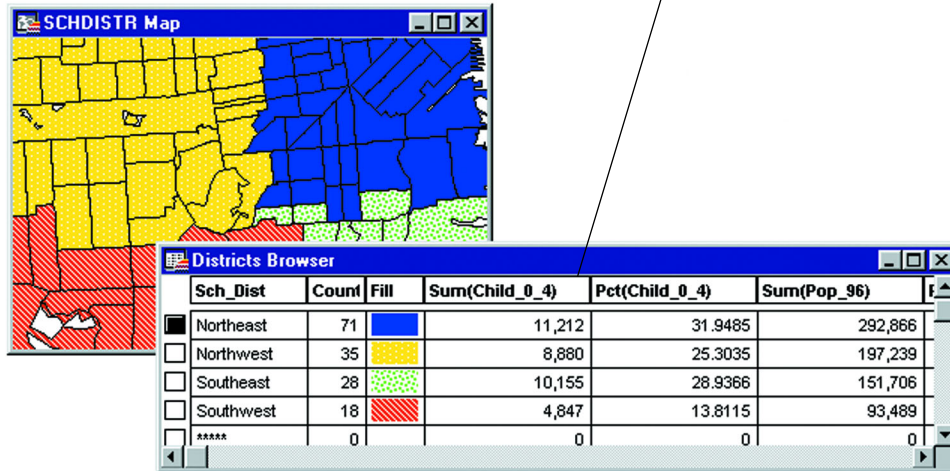 SCHDISTR Map
Districts Browser
Sch_Dist Count Fill Sum(Child_0_4) Pct(Child_0_4) Sum(Pop_96)
Northeast 71 11,212 31.9485 292,866
Northwest 35 8,880 25.3035 197,239
Southeast 28 10,155 28.9366 151,706
Southwest 18 4,847 13.8115 93,489
***** 0 0 0 0